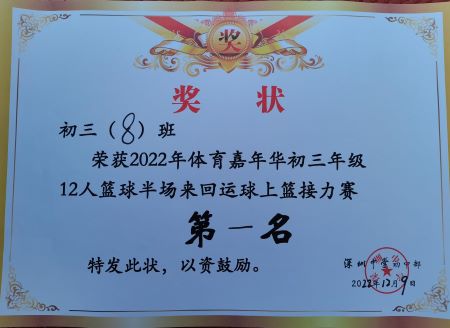 奖
奖 状
初三（8）班
荣获2022年体育嘉年华初三年级
12人篮球半场来回运球上篮接力赛
第一名
特发此状，以资鼓励。
深圳中学初中部
2022年12月9日